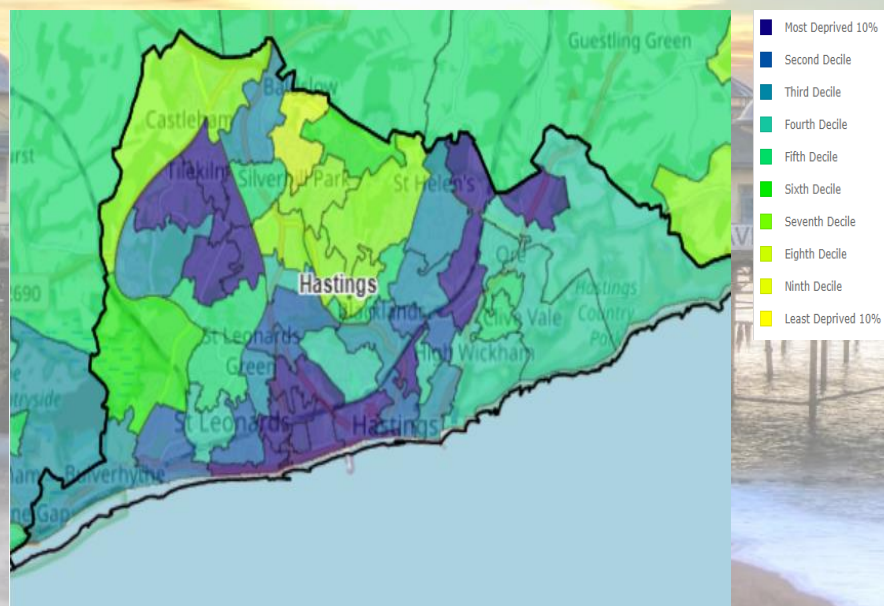 Guestling Green
Baldslow
Castleham
Silverhill Park
St Helen's
Ore
Hastings
Hastings
Country
Blacklands
Clive Vale
St Leonards
Green
High Wickham
St Leonards
Hastings
Bulverhythe
Most Deprived 10%
Second Decile
Third Decile
Fourth Decile
Fifth Decile
Sixth Decile
Seventh Decile
Eighth Decile
Ninth Decile
Least Deprived 10%